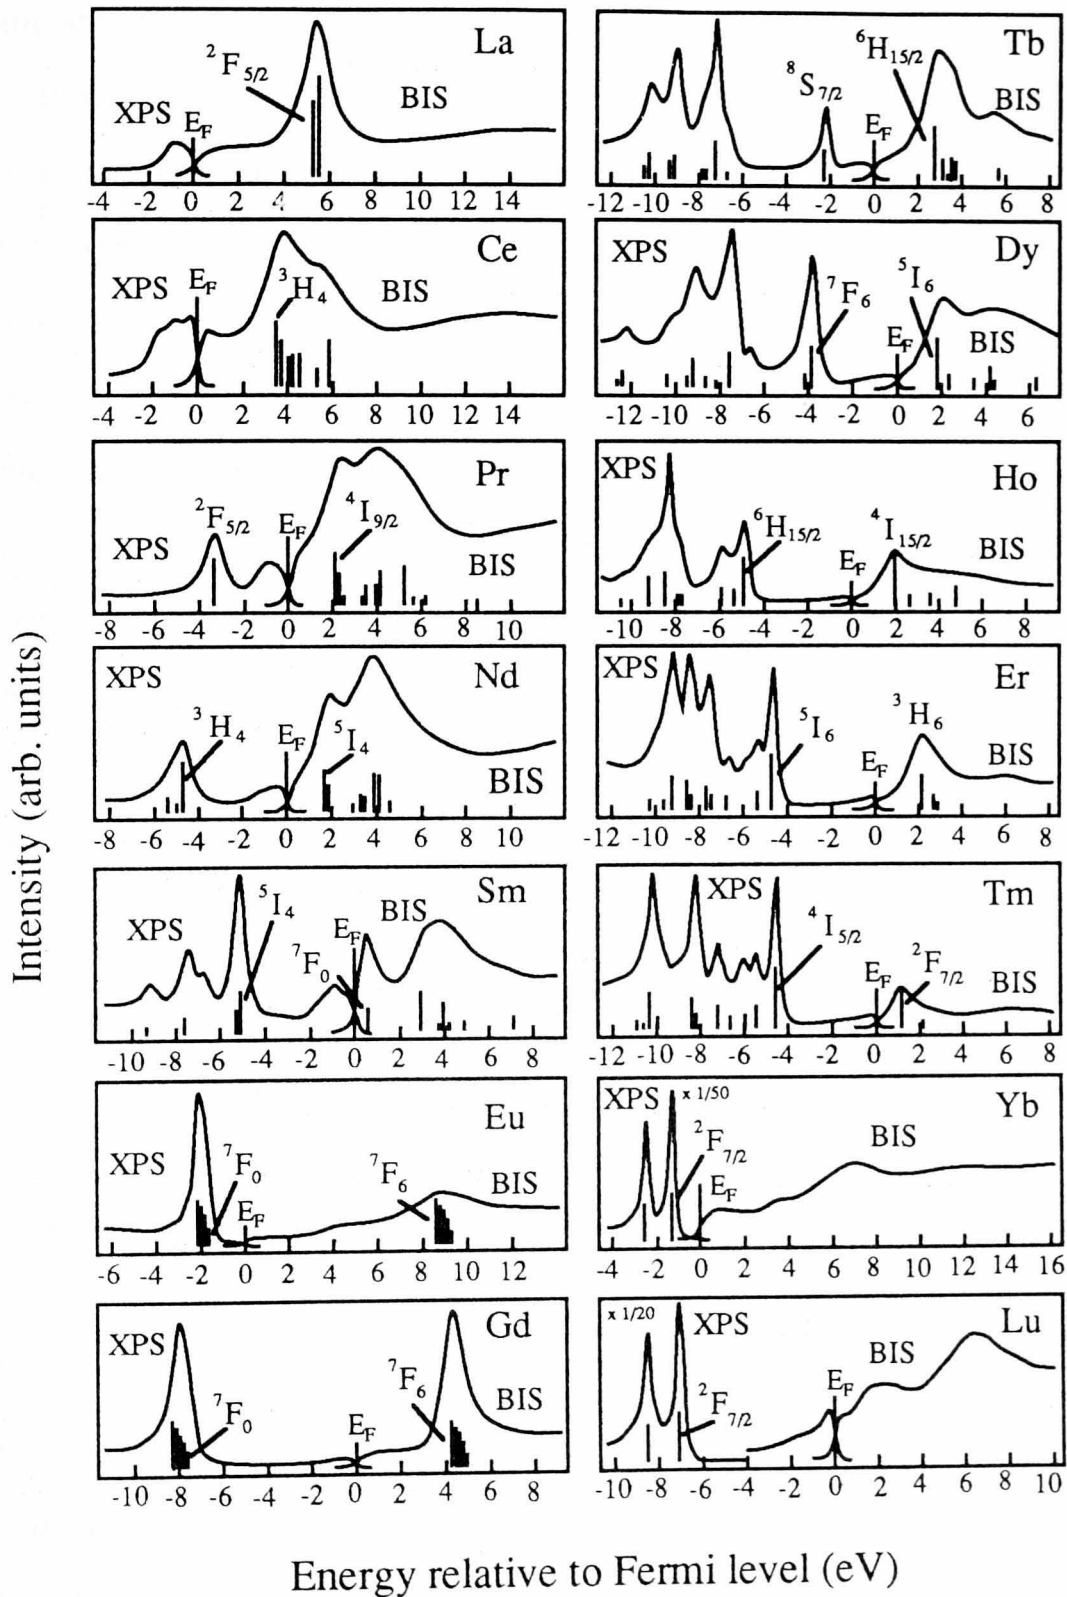 Intensity (arb. units)
La
²F₅/₂
XPS
E_F
BIS
-4 -2 0 2 4 6 8 10 12 14
Ce
XPS
E_F
³H₄
BIS
-4 -2 0 2 4 6 8 10 12 14
Pr
²F₅/₂
XPS
E_F
⁴I₉/₂
BIS
-8 -6 -4 -2 0 2 4 6 8 10
XPS
Nd
³H₄
E_F
⁵I₄
BIS
-8 -6 -4 -2 0 2 4 6 8 10
Sm
XPS
⁵I₄
⁷F₀
E_F
BIS
-10 -8 -6 -4 -2 0 2 4 6 8
Eu
XPS
⁷F₀
E_F
⁷F₆
BIS
-6 -4 -2 0 2 4 6 8 10 12
Gd
XPS
⁷F₀
E_F
⁷F₆
BIS
-10 -8 -6 -4 -2 0 2 4 6 8
Tb
⁸S₇/₂
E_F
⁶H₁₅/₂
BIS
-12 -10 -8 -6 -4 -2 0 2 4 6 8
XPS
Dy
⁷F₆
E_F
⁵I₆
BIS
-12 -10 -8 -6 -4 -2 0 2 4 6
XPS
Ho
⁶H₁₅/₂
E_F
⁴I₁₅/₂
BIS
-10 -8 -6 -4 -2 0 2 4 6 8
XPS
Er
⁵I₆
E_F
³H₆
BIS
-12 -10 -8 -6 -4 -2 0 2 4 6 8
XPS
Tm
⁴I₅/₂
E_F
²F₇/₂
BIS
-12 -10 -8 -6 -4 -2 0 2 4 6 8
XPS
x 1/50
Yb
²F₇/₂
E_F
BIS
-4 -2 0 2 4 6 8 10 12 14 16
x 1/20
XPS
Lu
²F₇/₂
E_F
BIS
-10 -8 -6 -4 -2 0 2 4 6 8 10
Energy relative to Fermi level (eV)